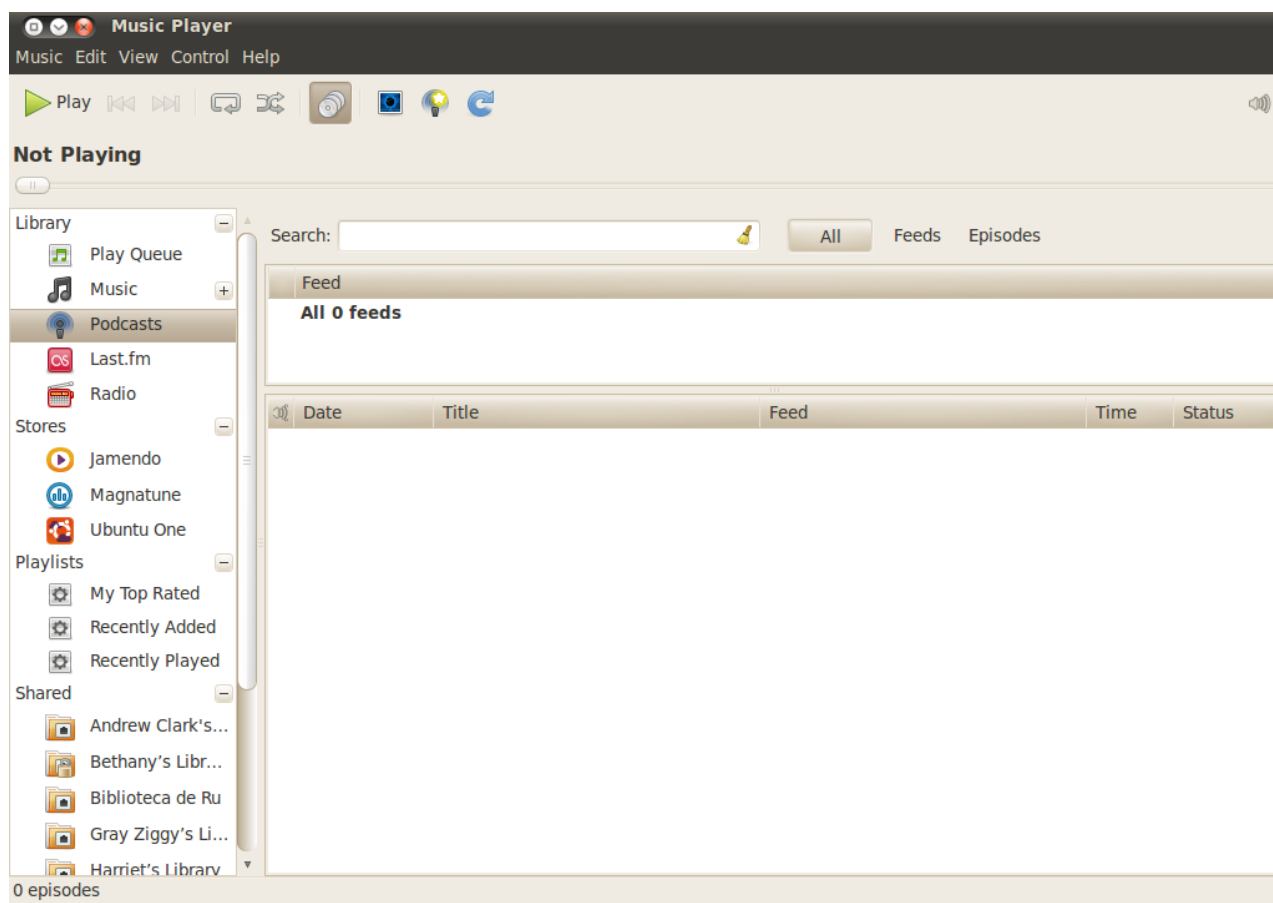 Music Player
Music Edit View Control Help
Play
Not Playing
Library
Play Queue
Music
Podcasts
Last.fm
Radio
Stores
Jamendo
Magnatune
Ubuntu One
Playlists
My Top Rated
Recently Added
Recently Played
Shared
Andrew Clark's...
Bethany’s Libr...
Biblioteca de Ru
Gray Ziggy’s Li...
Harriet’s Library
Search: All Feeds Episodes
Feed
All 0 feeds
Date Title Feed Time Status
0 episodes